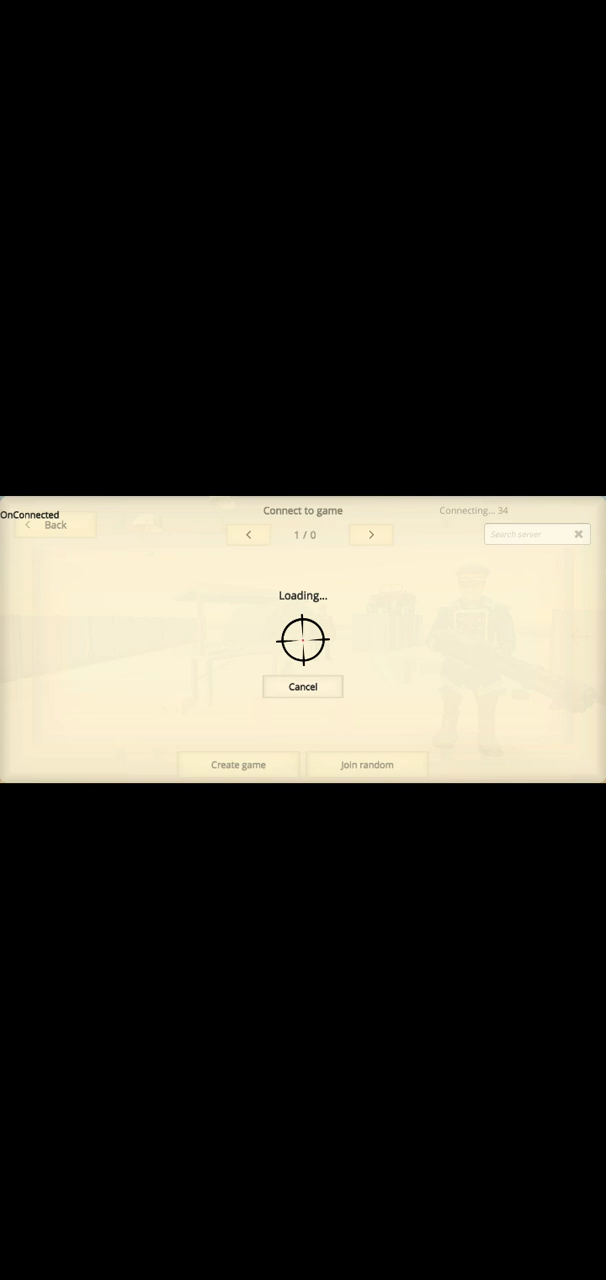 OnConnected
Back
Connect to game
Connecting... 34
1 / 0
Search server
Loading...
Cancel
Create game
Join random